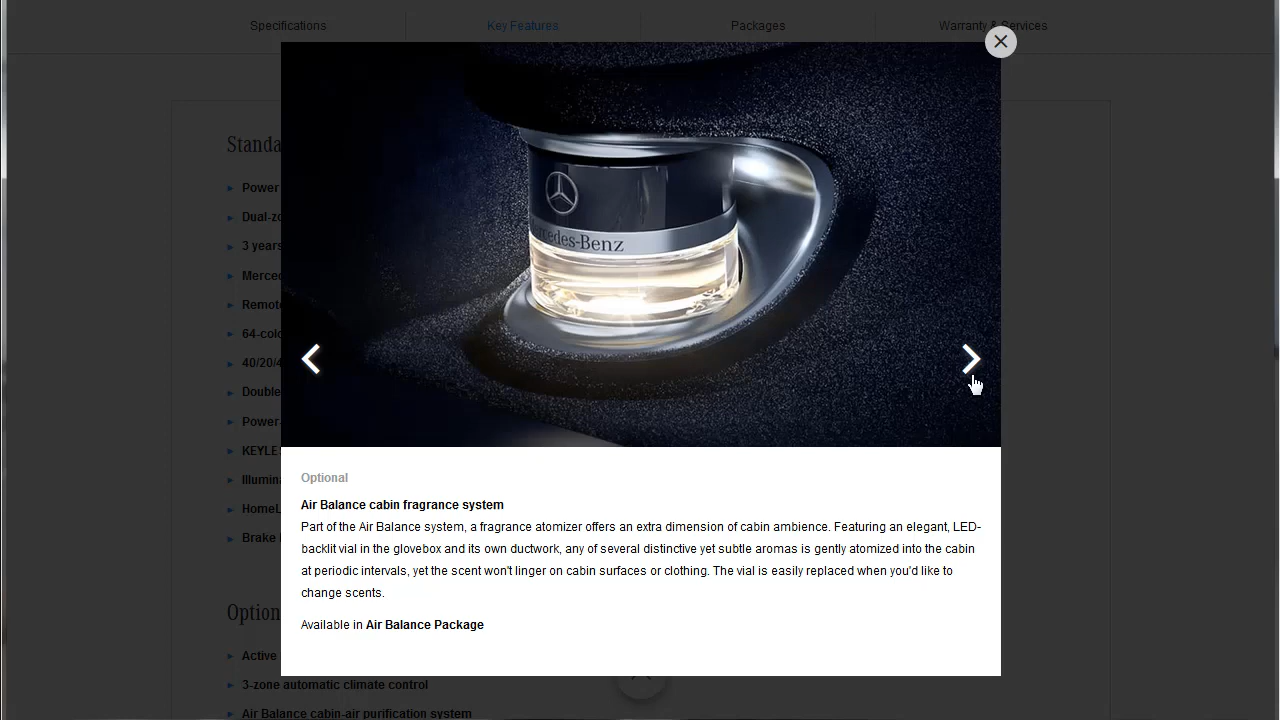 Specifications
Key Features
Packages
Warranty & Services
Standa
Power
Dual-zo
3 years
Merced
Remot
64-colo
40/20/4
Double
Power-
KEYLE
Illumina
HomeL
Brake
Mercedes-Benz
Optional
Air Balance cabin fragrance system
Part of the Air Balance system, a fragrance atomizer offers an extra dimension of cabin ambience. Featuring an elegant, LED-
backlit vial in the glovebox and its own ductwork, any of several distinctive yet subtle aromas is gently atomized into the cabin
at periodic intervals, yet the scent won't linger on cabin surfaces or clothing. The vial is easily replaced when you'd like to
change scents.
Available in Air Balance Package
Option
Active
3-zone automatic climate control
Air Balance cabin-air purification system